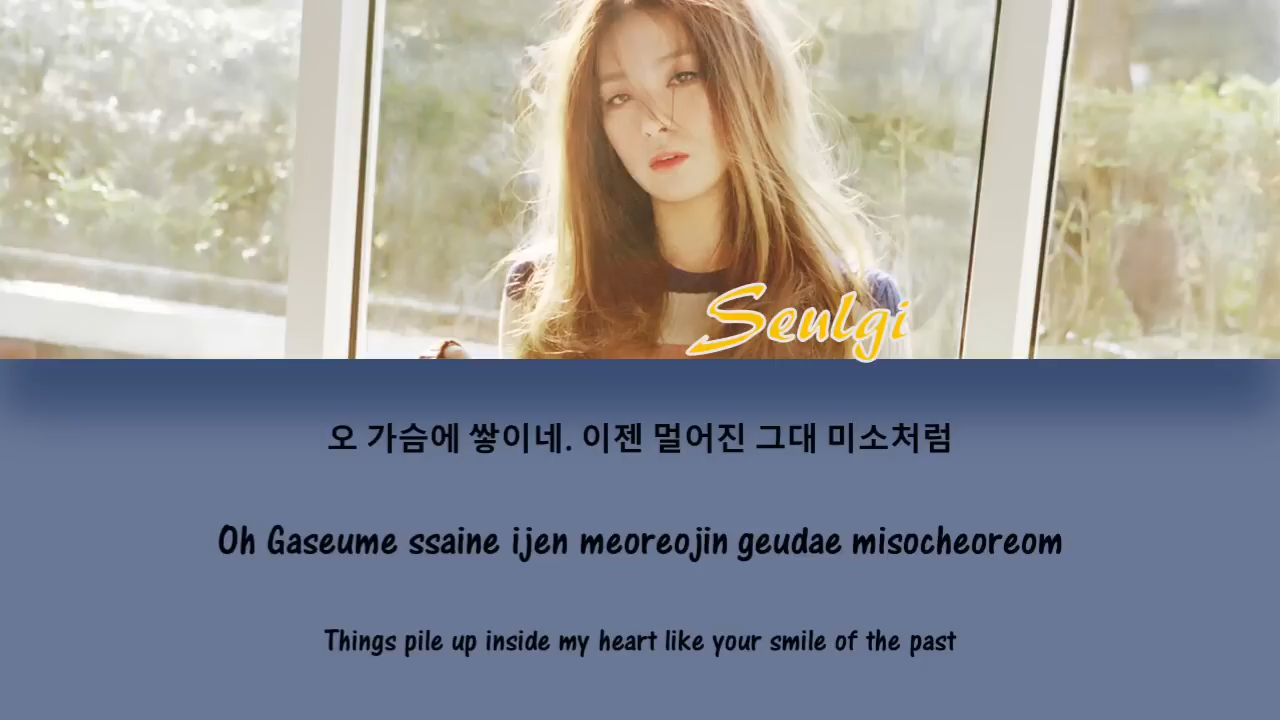 Seulgi
오 가슴에 쌓이네. 이젠 멀어진 그대 미소처럼
Oh Gaseume ssaine ijen meoreojin geudae misocheoreom
Things pile up inside my heart like your smile of the past